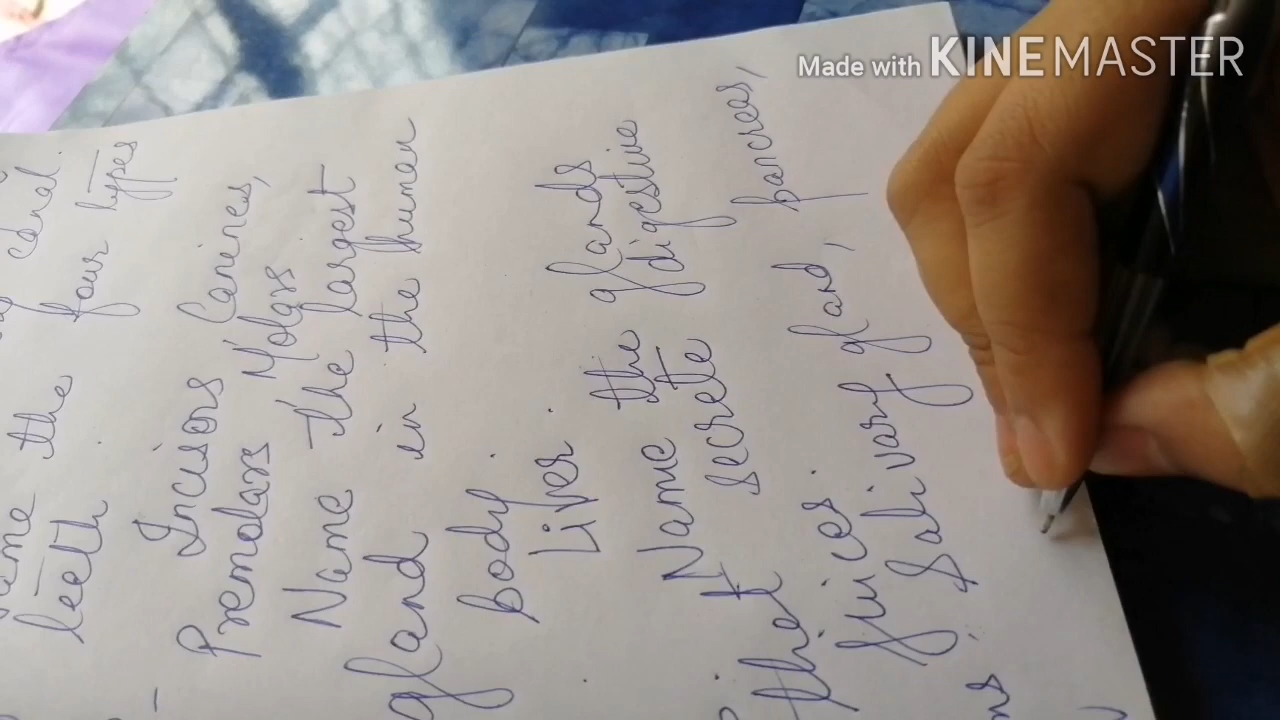 canal.
the four types
teeth.
Incisors Canines,
Premolars Molars
Name the largest
gland in the human
body.
Liver.
Name the glands
that secrete digestive
juices.
Salivary gland, pancreas,
Made with KINEMASTER